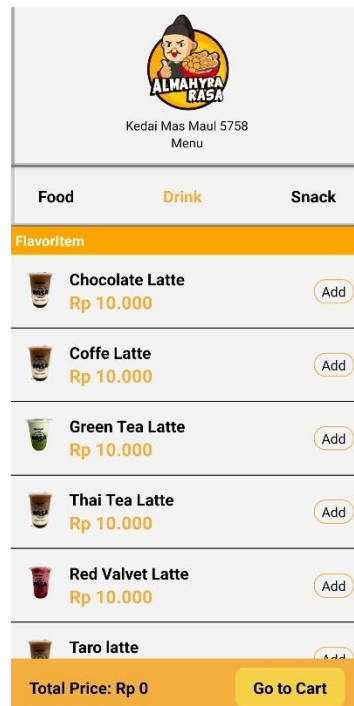 ALMAHYRA
RASA
Kedai Mas Maul 5758
Menu
Food Drink Snack
FlavorItem
Chocolate Latte
Rp 10.000
Add
Coffe Latte
Rp 10.000
Add
Green Tea Latte
Rp 10.000
Add
Thai Tea Latte
Rp 10.000
Add
Red Valvet Latte
Rp 10.000
Add
Taro latte
Add
Total Price: Rp 0 Go to Cart